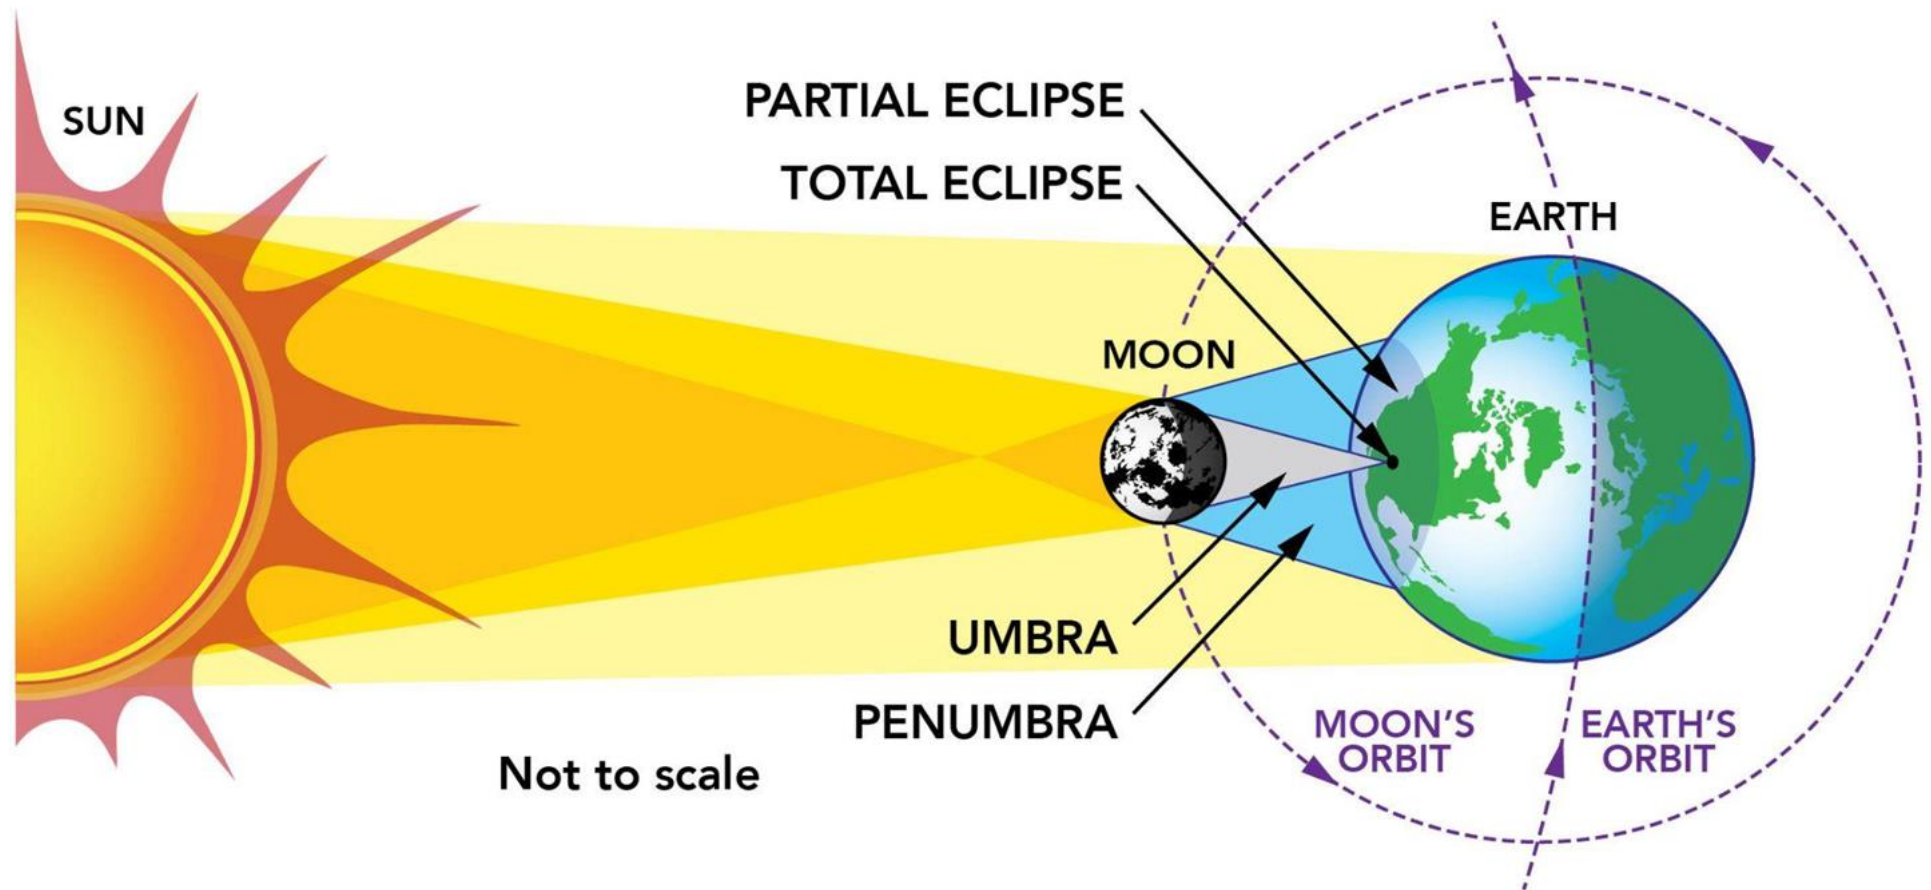 SUN
PARTIAL ECLIPSE
TOTAL ECLIPSE
EARTH
MOON
UMBRA
PENUMBRA
MOON'S
ORBIT
EARTH'S
ORBIT
Not to scale